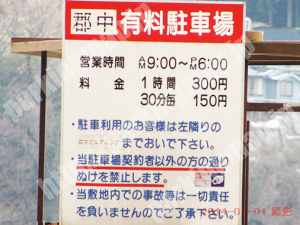 有料駐車場
営業時間 AM9:00〜PM6:00
料金 1時間 300円
30分毎 150円
・駐車利用のお客様は左隣りの
までおいで下さい。
・当駐車場契約者以外の方の通り
ぬけを禁止します。
・当敷地内での事故等は一切責任
を負いませんのでご了承下さい。